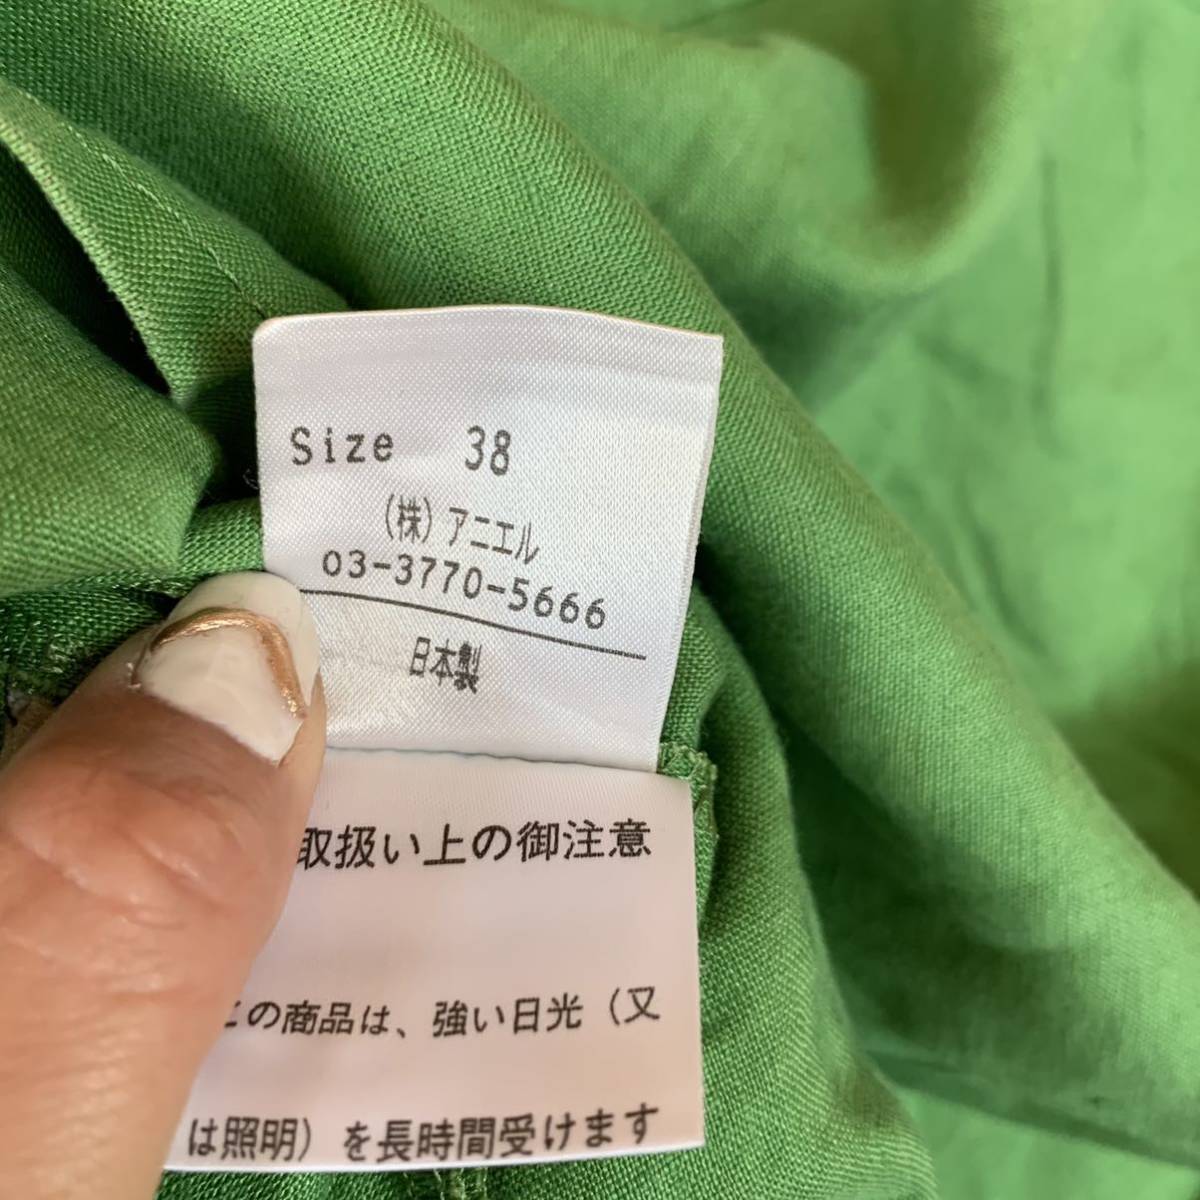 Size 38
(株)アニエル
03-3770-5666
日本製
取扱い上の御注意
この商品は、強い日光(又
は照明)を長時間受けます